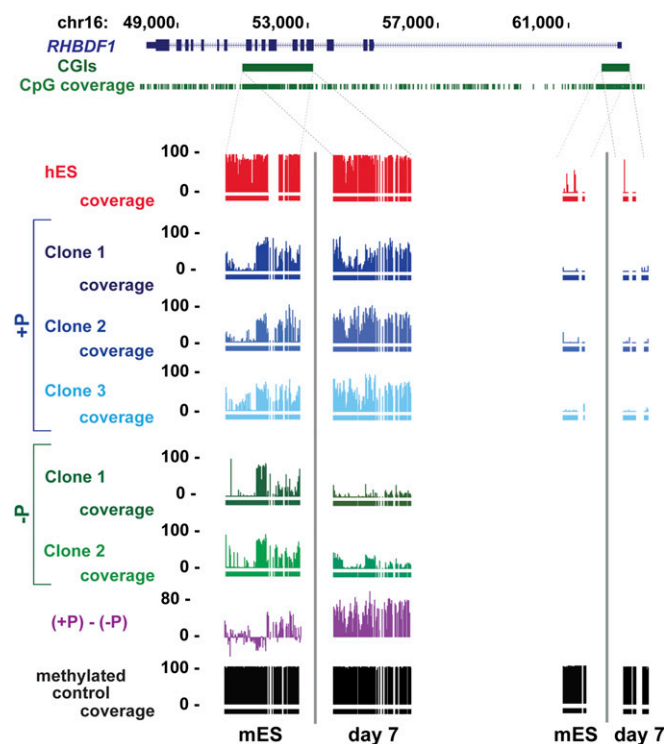 chr16: 49,000 53,000 57,000 61,000
RHBDF1
CGIs
CpG coverage
100 -
hES
0 -
coverage
+P
100 -
Clone 1
0 -
coverage
100 -
Clone 2
0 -
coverage
100 -
Clone 3
0 -
coverage
-P
100 -
Clone 1
0 -
coverage
100 -
Clone 2
0 -
coverage
80 -
(+P) - (-P)
0 -
methylated
control
100 -
0 -
coverage
mES day 7 mES day 7